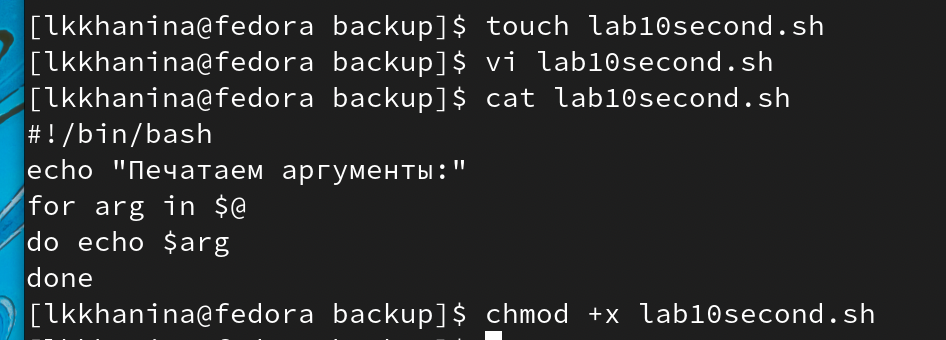 [lkkhanina@fedora backup]$ touch lab10second.sh
[lkkhanina@fedora backup]$ vi lab10second.sh
[lkkhanina@fedora backup]$ cat lab10second.sh
#!/bin/bash
echo "Печатаем аргументы:"
for arg in $@
do echo $arg
done
[lkkhanina@fedora backup]$ chmod +x lab10second.sh